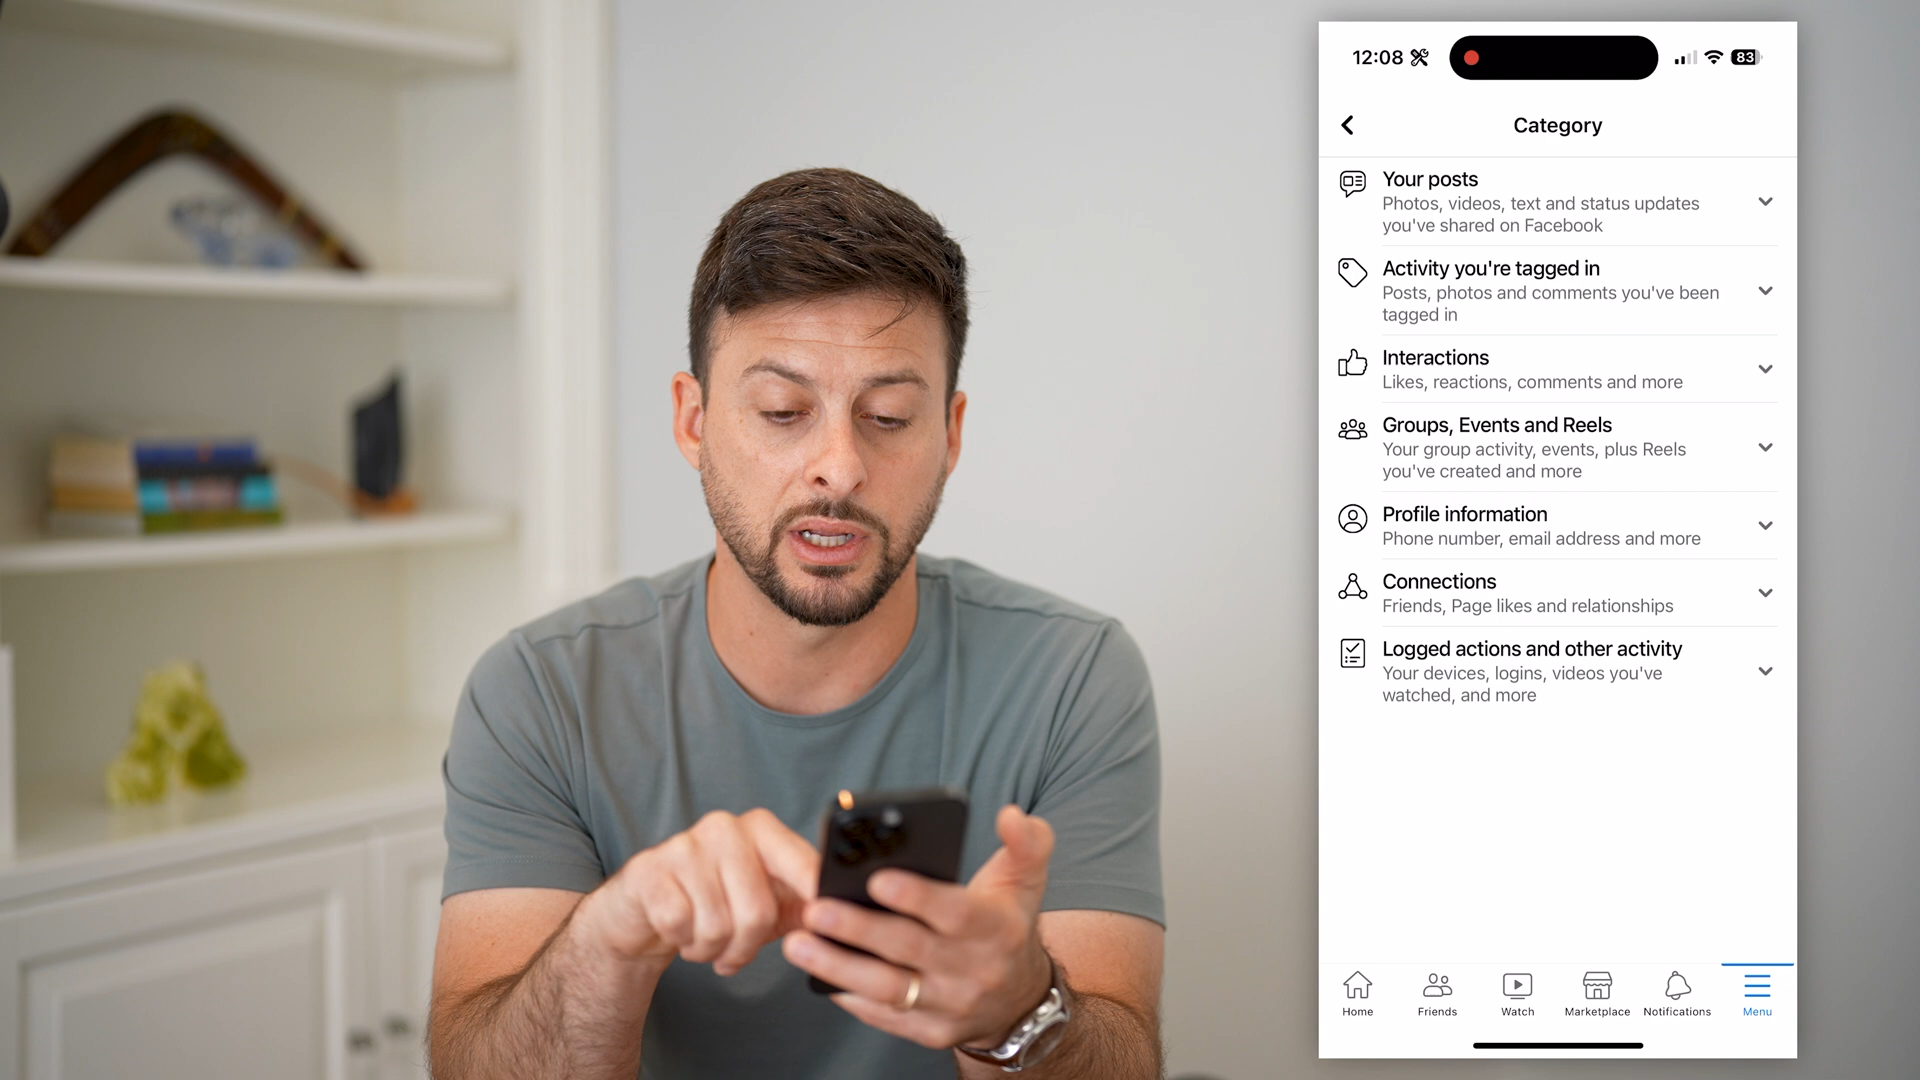 12:08
83
Category
Your posts
Photos, videos, text and status updates
you've shared on Facebook
Activity you're tagged in
Posts, photos and comments you've been
tagged in
Interactions
Likes, reactions, comments and more
Groups, Events and Reels
Your group activity, events, plus Reels
you've created and more
Profile information
Phone number, email address and more
Connections
Friends, Page likes and relationships
Logged actions and other activity
Your devices, logins, videos you've
watched, and more
Home
Friends
Watch
Marketplace
Notifications
Menu